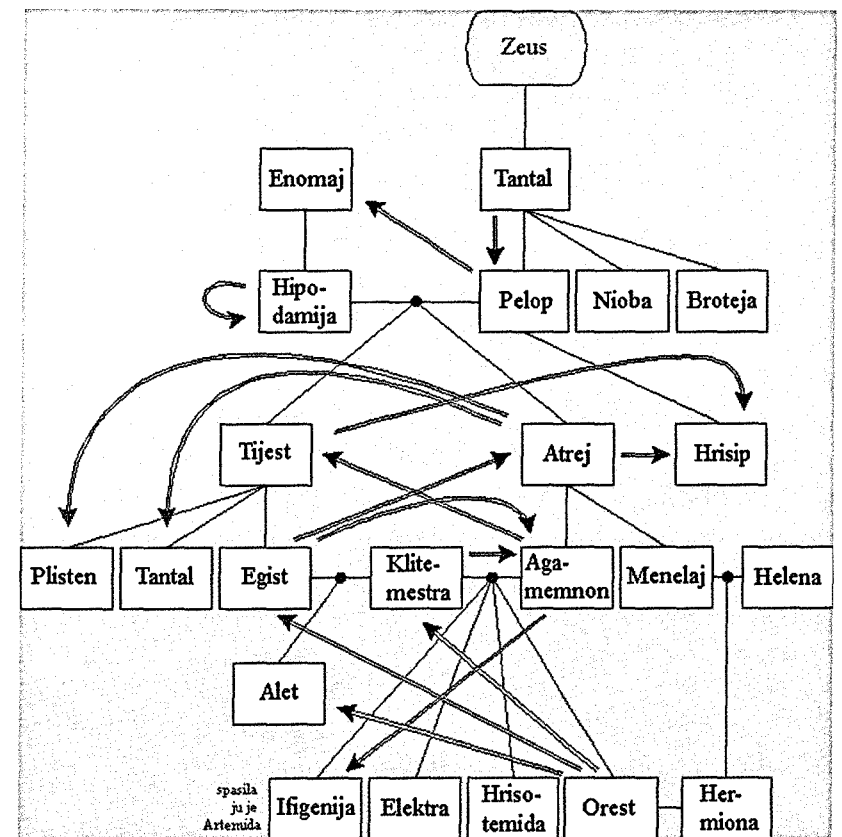 Zeus
Enomaj
Tantal
Hipo-
damija
Pelop
Nioba
Broteja
Tijest
Atrej
Hrisip
Plisten
Tantal
Egist
Klite-
mestra
Aga-
memnon
Menelaj
Helena
Alet
spasila
ju je
Artemida
Ifigenija
Elektra
Hriso-
temida
Orest
Her-
miona